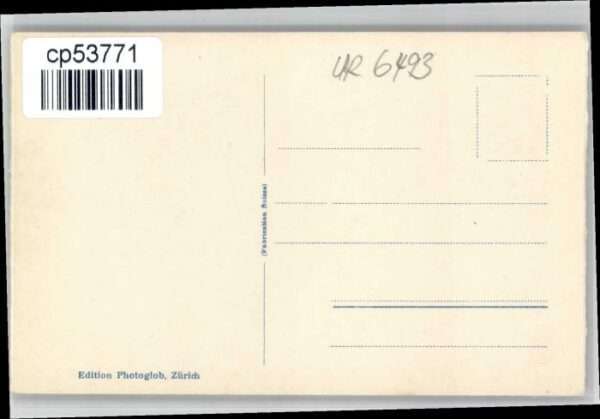 cp53771
UR 6493
(Fabrication Suisse)
Edition Photoglob, Zürich